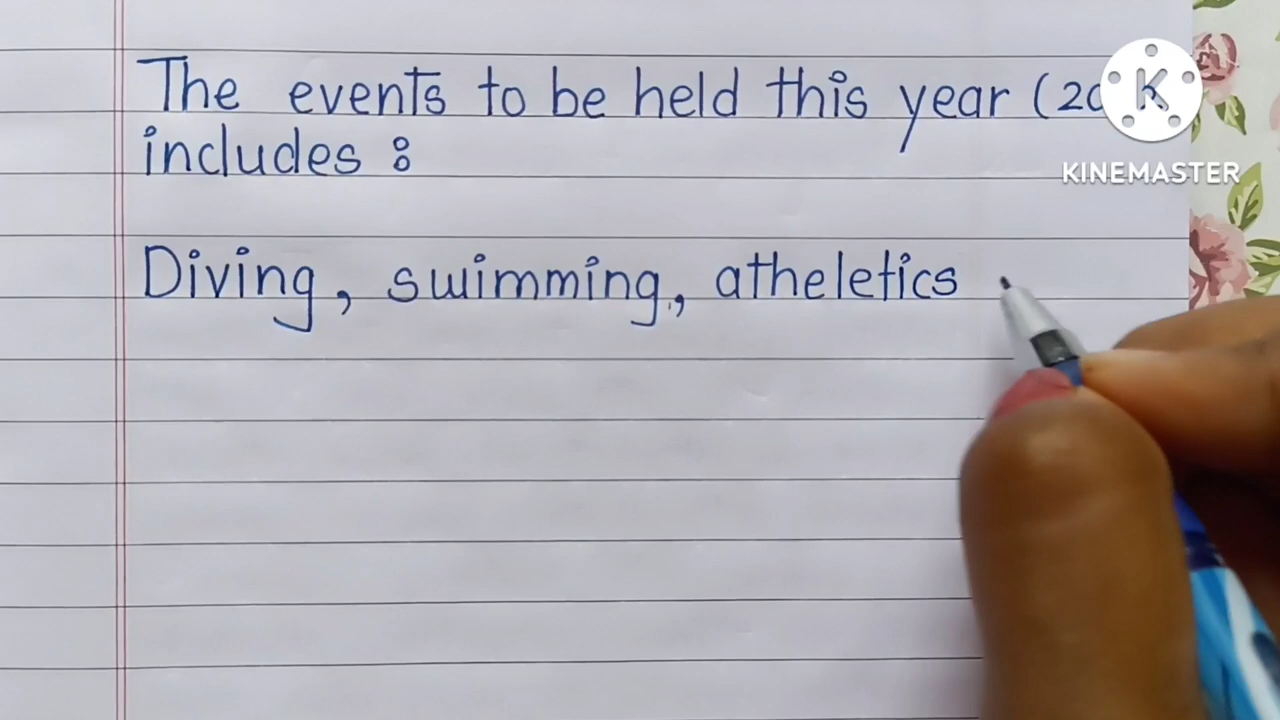 The events to be held this year (20
includes :
Diving, swimming, atheletics
K
KINEMASTER